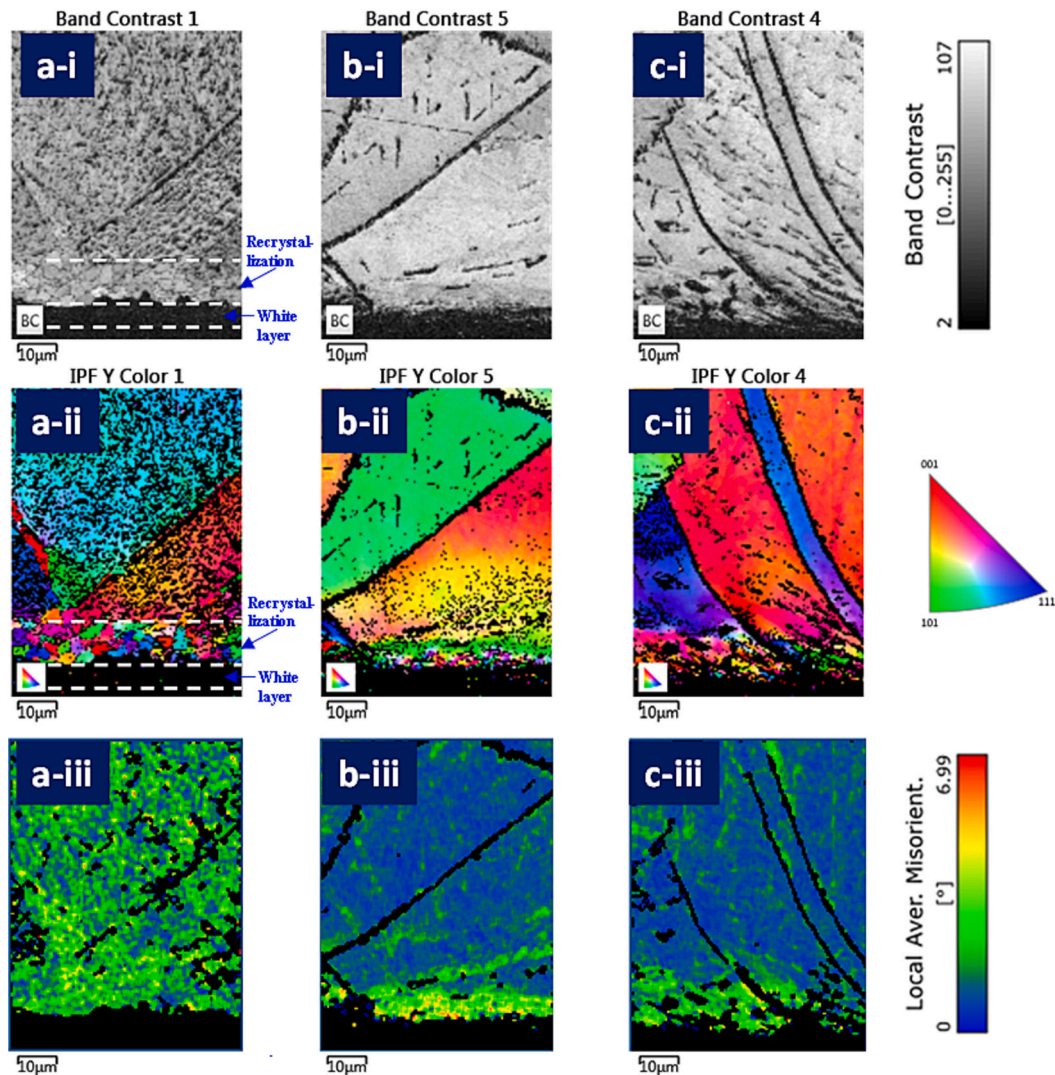 Band Contrast 1
Band Contrast 5
Band Contrast 4
a-i
b-i
c-i
Recrystal-
lization
White
layer
BC
BC
BC
10μm
10μm
10μm
107
Band Contrast
[0...255]
2
IPF Y Color 1
IPF Y Color 5
IPF Y Color 4
a-ii
b-ii
c-ii
Recrystal-
lization
White
layer
10μm
10μm
10μm
001
101
111
a-iii
b-iii
c-iii
10μm
10μm
10μm
6.99
Local Aver. Misorient.
[°]
0